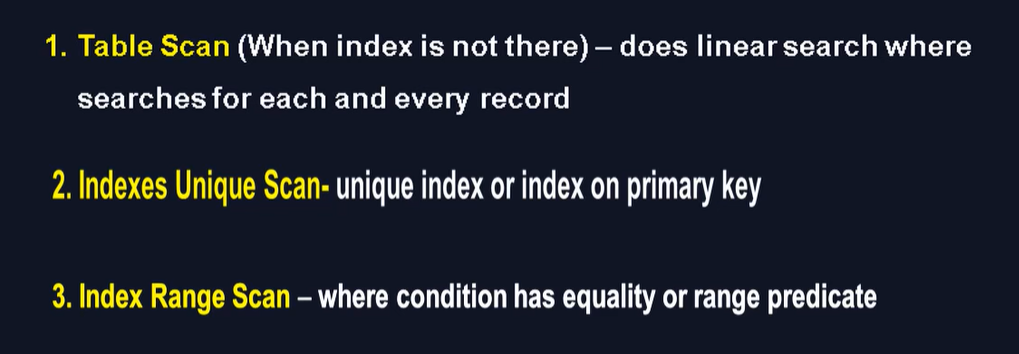 1. Table Scan (When index is not there) – does linear search where
searches for each and every record
2. Indexes Unique Scan- unique index or index on primary key
3. Index Range Scan – where condition has equality or range predicate